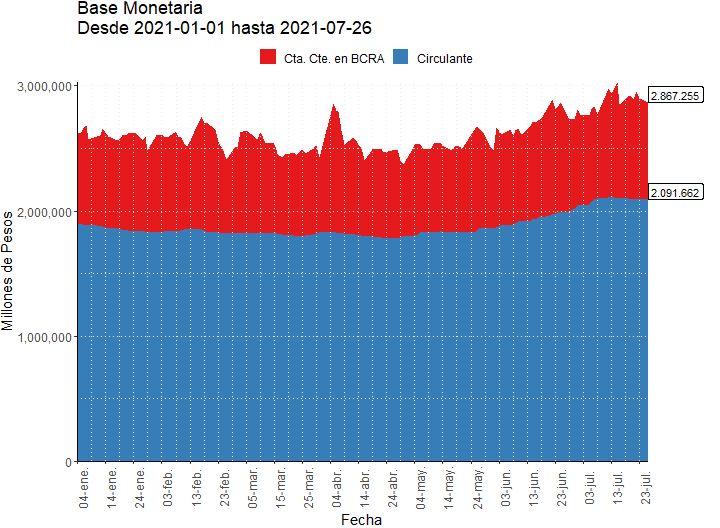 Base Monetaria
Desde 2021-01-01 hasta 2021-07-26
Cta. Cte. en BCRA
Circulante
Millones de Pesos
3,000,000
2,000,000
1,000,000
0
2.867.255
2.091.662
04-ene.
14-ene.
24-ene.
03-feb.
13-feb.
23-feb.
05-mar.
15-mar.
25-mar.
04-abr.
14-abr.
24-abr.
04-may.
14-may.
24-may.
03-jun.
13-jun.
23-jun.
03-jul.
13-jul.
23-jul.
Fecha